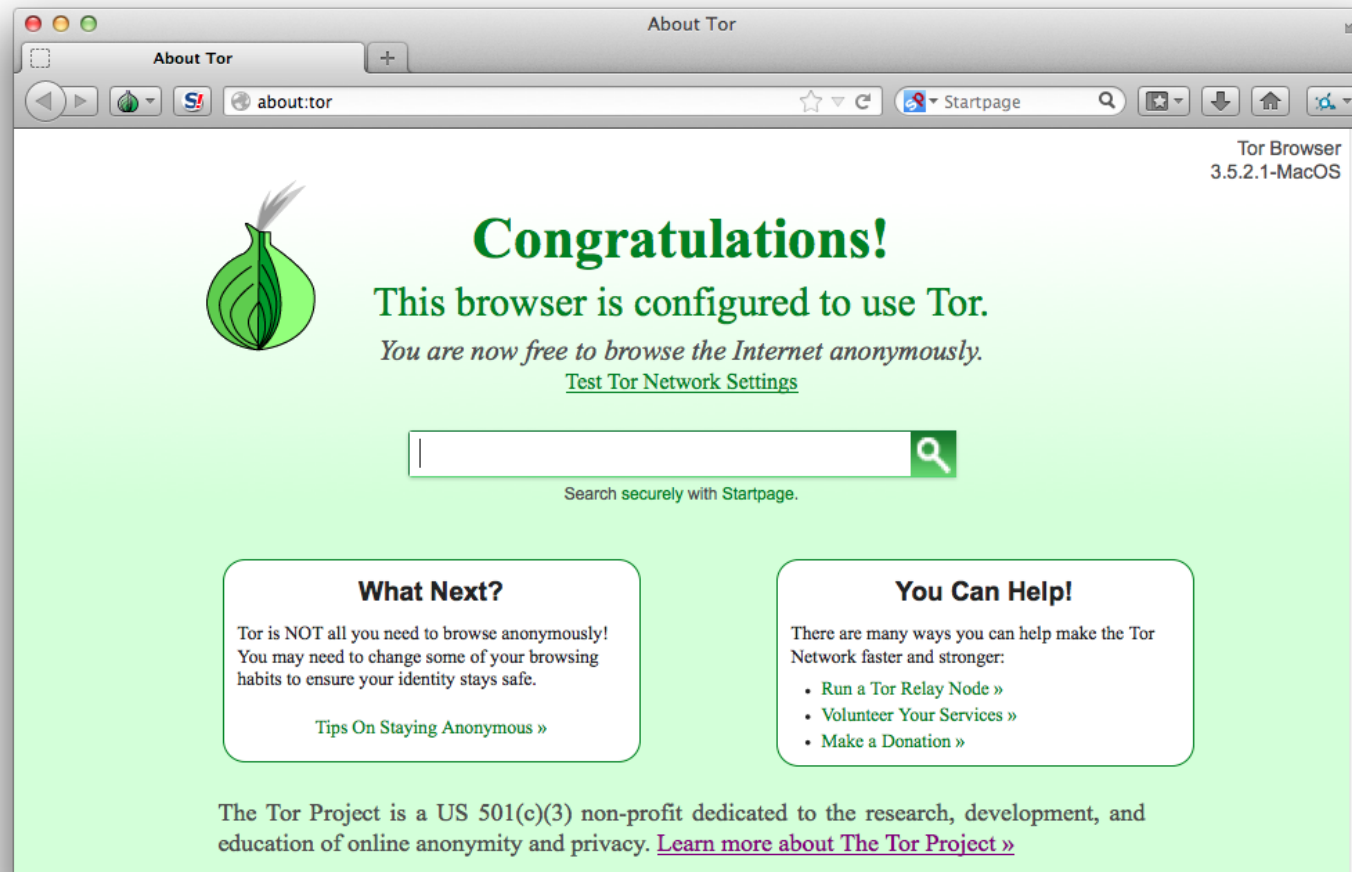 About Tor
About Tor
about:tor
Startpage
Tor Browser
3.5.2.1-MacOS
Congratulations!
This browser is configured to use Tor.
You are now free to browse the Internet anonymously.
Test Tor Network Settings
Search securely with Startpage.
What Next?
Tor is NOT all you need to browse anonymously!
You may need to change some of your browsing
habits to ensure your identity stays safe.
Tips On Staying Anonymous »
You Can Help!
There are many ways you can help make the Tor
Network faster and stronger:
• Run a Tor Relay Node »
• Volunteer Your Services »
• Make a Donation »
The Tor Project is a US 501(c)(3) non-profit dedicated to the research, development, and
education of online anonymity and privacy. Learn more about The Tor Project »